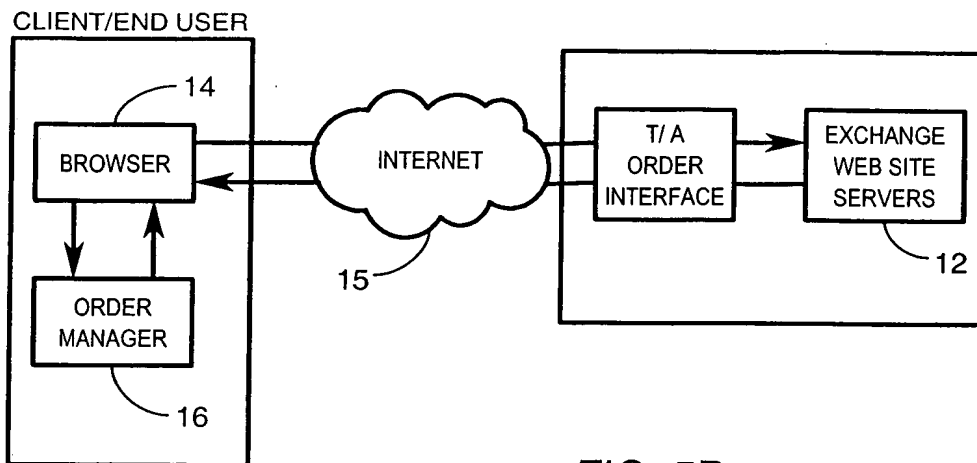 CLIENT/END USER
14
BROWSER
ORDER
MANAGER
16
INTERNET
15
T/A
ORDER
INTERFACE
EXCHANGE
WEB SITE
SERVERS
12